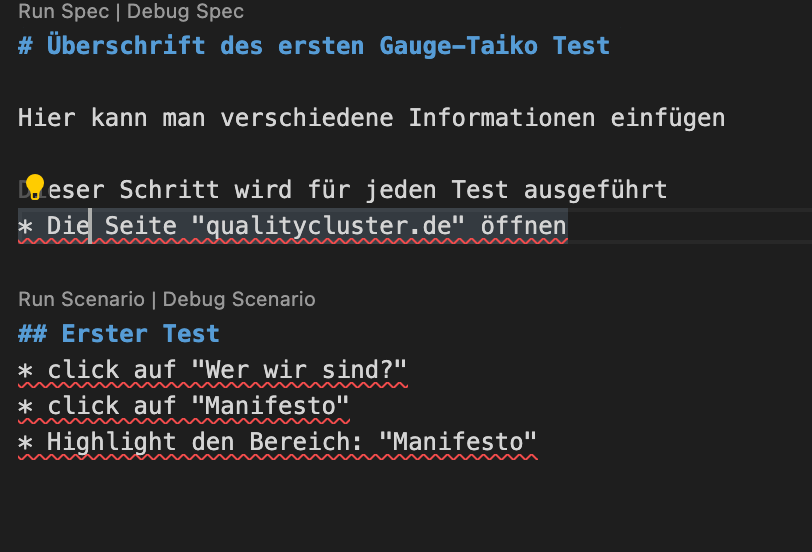 Run Spec | Debug Spec
# Überschrift des ersten Gauge-Taiko Test
Hier kann man verschiedene Informationen einfügen
Dieser Schritt wird für jeden Test ausgeführt
* Die Seite "qualitycluster.de" öffnen
Run Scenario | Debug Scenario
## Erster Test
* click auf "Wer wir sind?"
* click auf "Manifesto"
* Highlight den Bereich: "Manifesto"